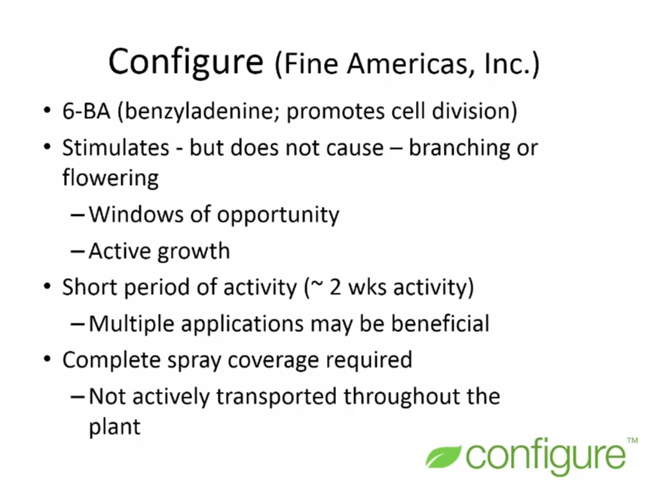 Configure (Fine Americas, Inc.)
• 6-BA (benzyladenine; promotes cell division)
• Stimulates - but does not cause – branching or
flowering
– Windows of opportunity
– Active growth
• Short period of activity (~ 2 wks activity)
– Multiple applications may be beneficial
• Complete spray coverage required
– Not actively transported throughout the
plant
configure™